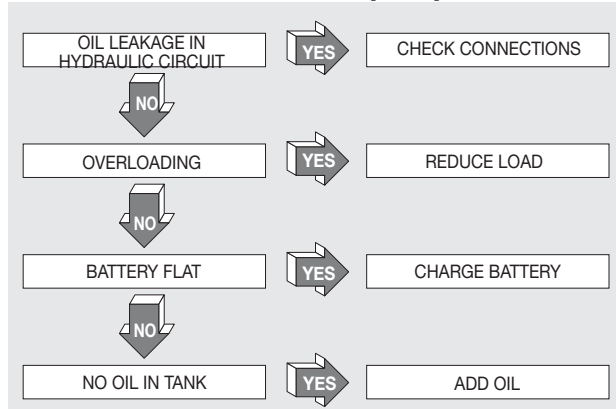 OIL LEAKAGE IN
HYDRAULIC CIRCUIT
YES
CHECK CONNECTIONS
NO
OVERLOADING
YES
REDUCE LOAD
NO
BATTERY FLAT
YES
CHARGE BATTERY
NO
NO OIL IN TANK
YES
ADD OIL